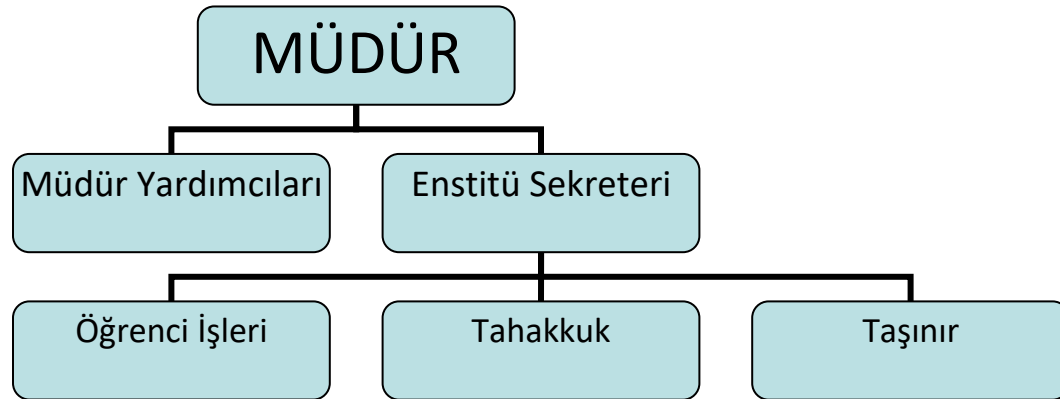 MÜDÜR
Müdür Yardımcıları
Enstitü Sekreteri
Öğrenci İşleri
Tahakkuk
Taşınır